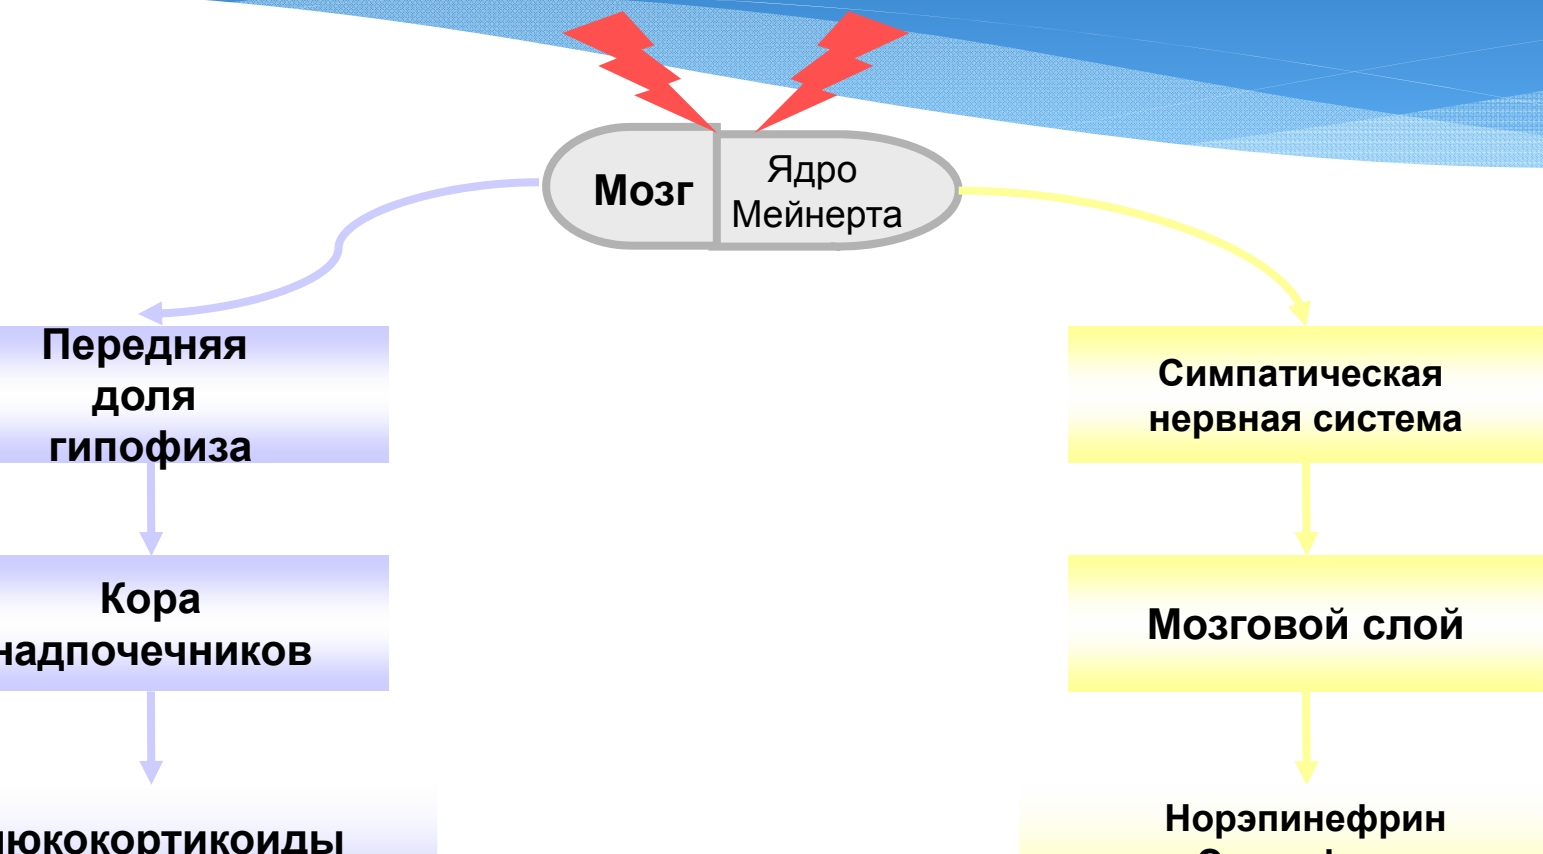 Мозг
Ядро
Мейнерта
Передняя
доля
гипофиза
Симпатическая
нервная система
Кора
надпочечников
Мозговой слой
Норэпинефрин